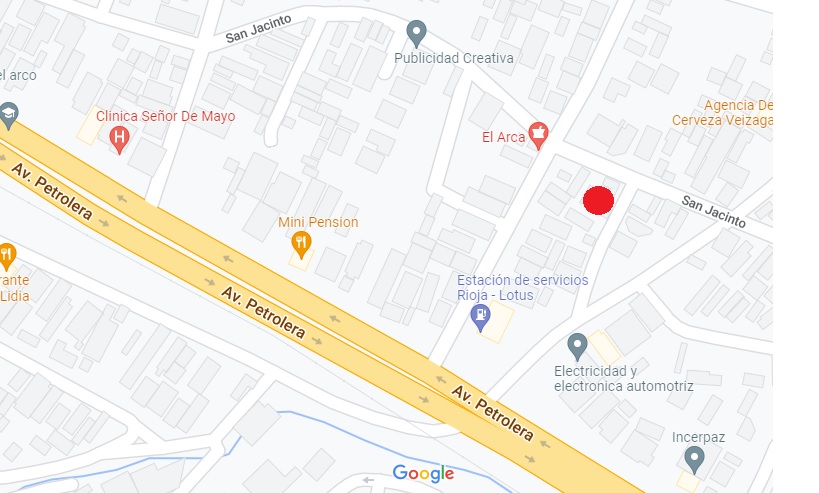 San Jacinto
Publicidad Creativa
el arco
Clinica Señor De Mayo
Agencia De
Cerveza Veizaga
El Arca
Av. Petrolera
San Jacinto
Mini Pension
rante
Lidia
Estación de servicios
Rioja - Lotus
Av. Petrolera
Electricidad y
electronica automotriz
Av. Petrolera
Incerpaz
Google